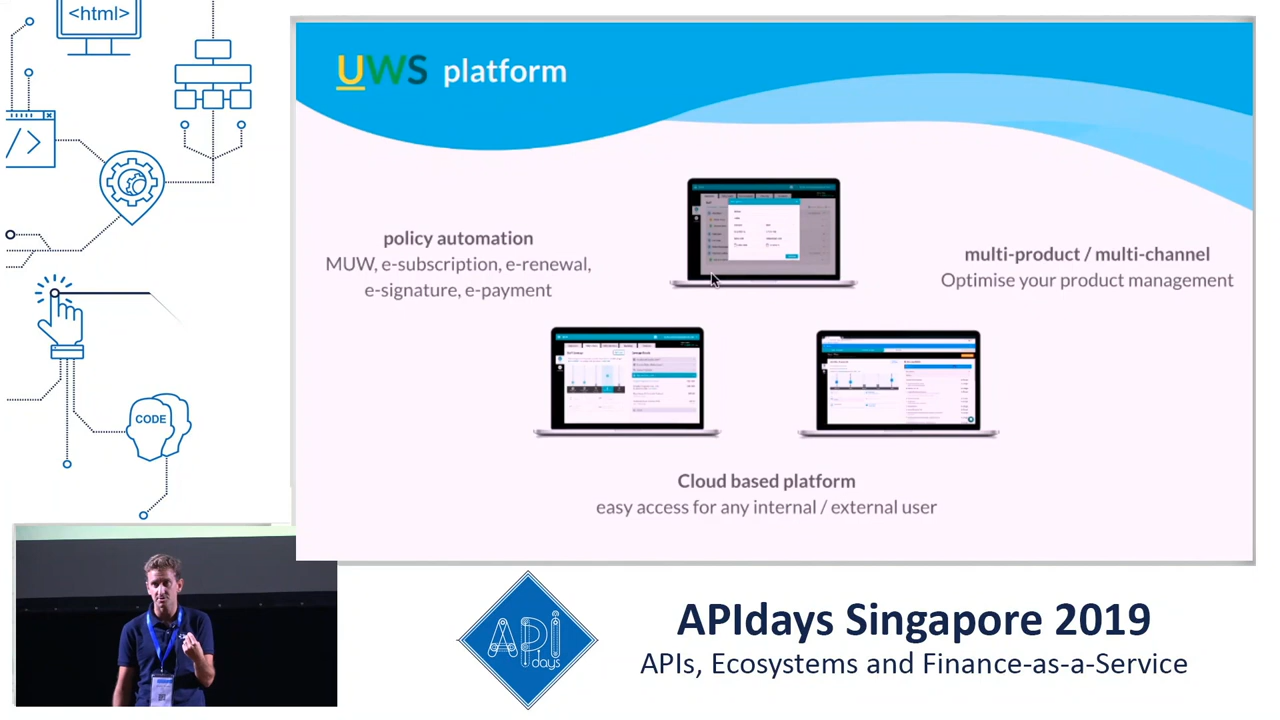 <html>
UWS platform
policy automation
MUW, e-subscription, e-renewal,
e-signature, e-payment
multi-product / multi-channel
Optimise your product management
Cloud based platform
easy access for any internal / external user
</>
CODE
API
days
APIdays Singapore 2019
APIs, Ecosystems and Finance-as-a-Service